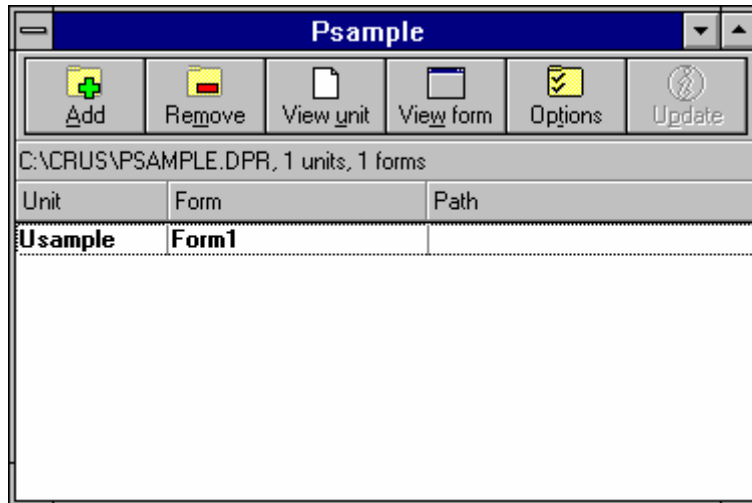 Psample
Add Remove View unit View form Options Update
C:\CRUS\PSAMPLE.DPR, 1 units, 1 forms
Unit Form Path
Usample Form1